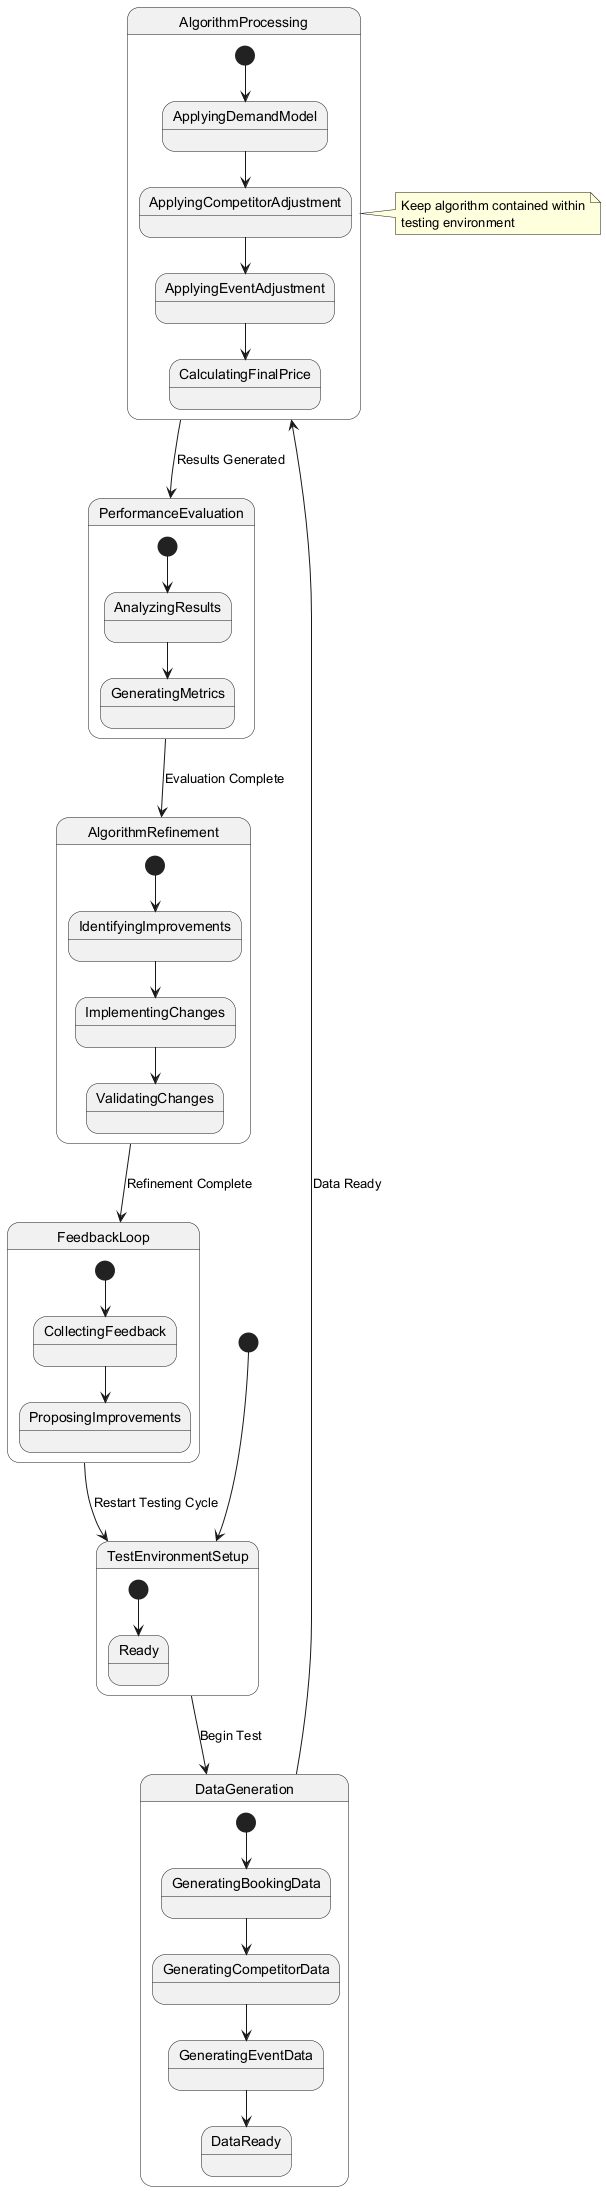 AlgorithmProcessing
ApplyingDemandModel
ApplyingCompetitorAdjustment
Keep algorithm contained within
testing environment
ApplyingEventAdjustment
CalculatingFinalPrice
Results Generated
PerformanceEvaluation
AnalyzingResults
GeneratingMetrics
Evaluation Complete
AlgorithmRefinement
IdentifyingImprovements
ImplementingChanges
ValidatingChanges
Refinement Complete
Data Ready
FeedbackLoop
CollectingFeedback
ProposingImprovements
Restart Testing Cycle
TestEnvironmentSetup
Ready
Begin Test
DataGeneration
GeneratingBookingData
GeneratingCompetitorData
GeneratingEventData
DataReady